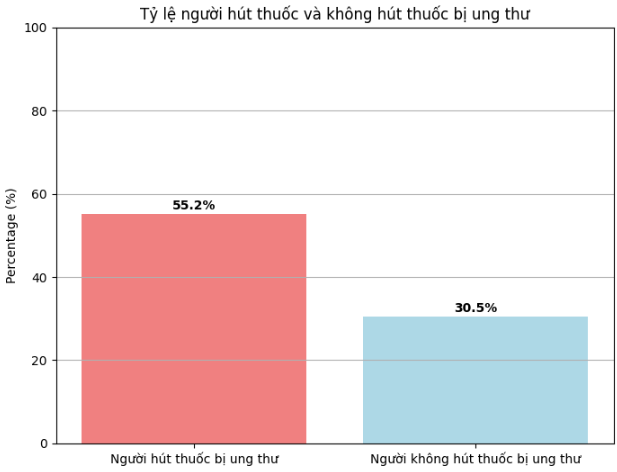 Tỷ lệ người hút thuốc và không hút thuốc bị ung thư
100
80
60
40
20
0
Percentage (%)
55.2%
30.5%
Người hút thuốc bị ung thư
Người không hút thuốc bị ung thư